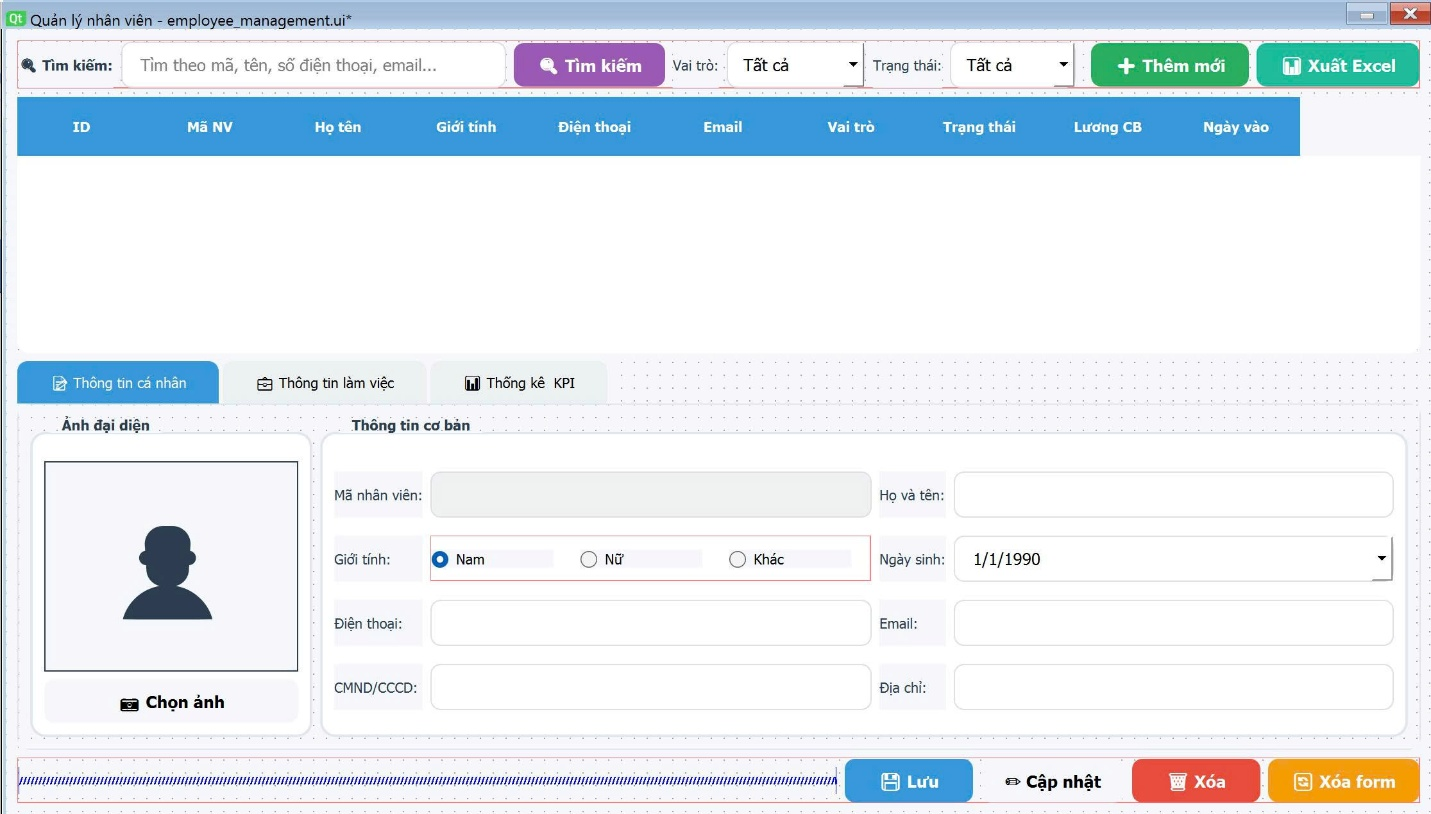 Qt Quản lý nhân viên - employee_management.ui*
Tìm kiếm: Tìm theo mã, tên, số điện thoại, email... Tìm kiếm Vai trò: Tất cả Trạng thái: Tất cả Thêm mới Xuất Excel
ID Mã NV Họ tên Giới tính Điện thoại Email Vai trò Trạng thái Lương CB Ngày vào
Thông tin cá nhân Thông tin làm việc Thống kê KPI
Ảnh đại diện Thông tin cơ bản
Mã nhân viên: Họ và tên:
Giới tính: Nam Nữ Khác Ngày sinh: 1/1/1990
Điện thoại: Email:
CMND/CCCD: Địa chỉ:
Chọn ảnh
Lưu Cập nhật Xóa Xóa form